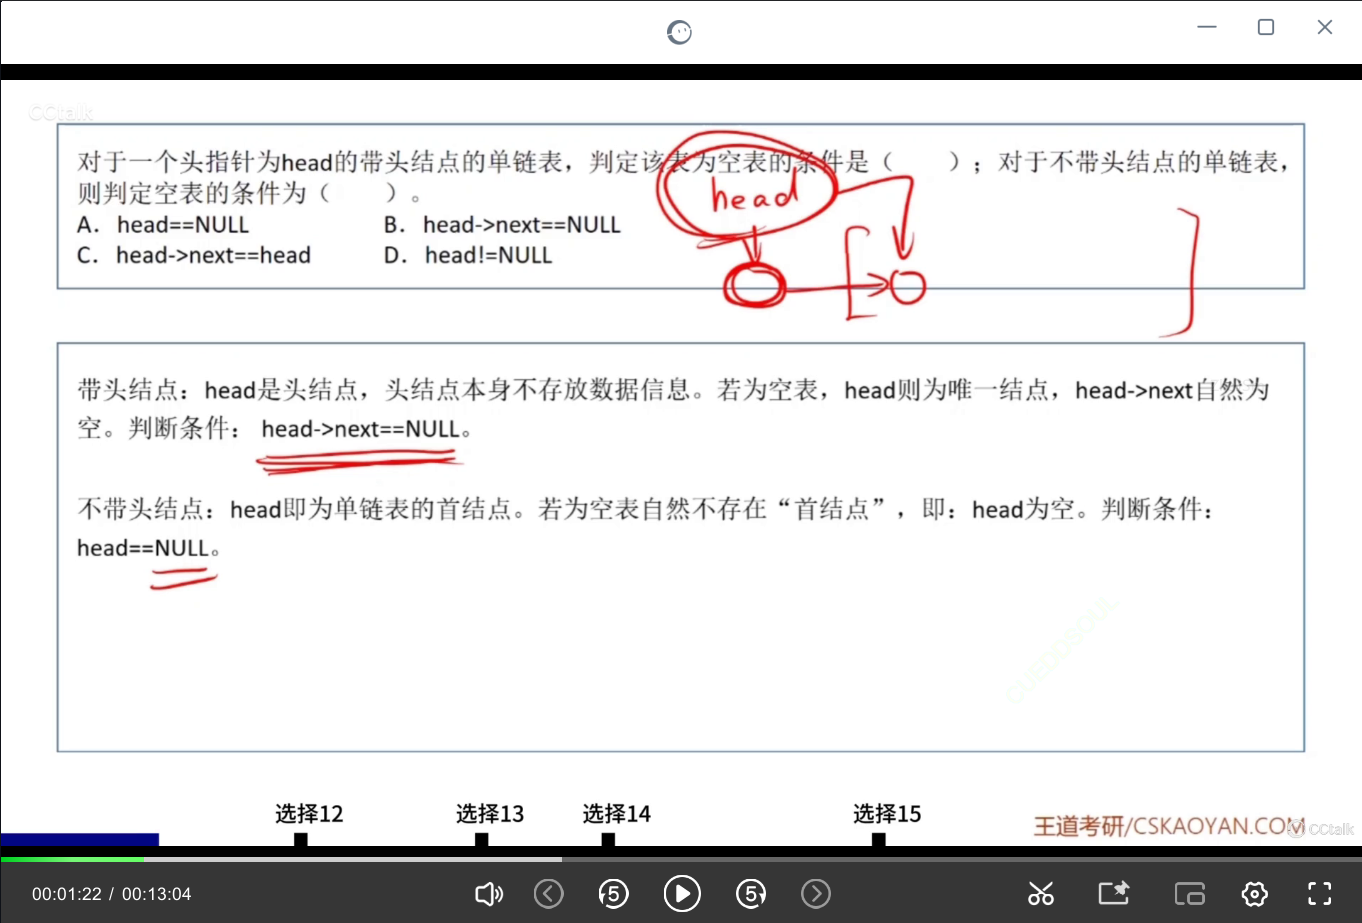 CCtalk
对于一个头指针为head的带头结点的单链表，判定该表为空表的条件是（　　）；对于不带头结点的单链表，
则判定空表的条件为（　　）。
head
A．head==NULL　　B．head->next==NULL
C．head->next==head　　D．head!=NULL
带头结点：head是头结点，头结点本身不存放数据信息。若为空表，head则为唯一结点，head->next自然为
空。判断条件： head->next==NULL。
不带头结点：head即为单链表的首结点。若为空表自然不存在“首结点”，即：head为空。判断条件：
head==NULL。
选择12　选择13　选择14　选择15
王道考研/CSKAOYAN.COM
CCtalk
00:01:22 / 00:13:04
5　5